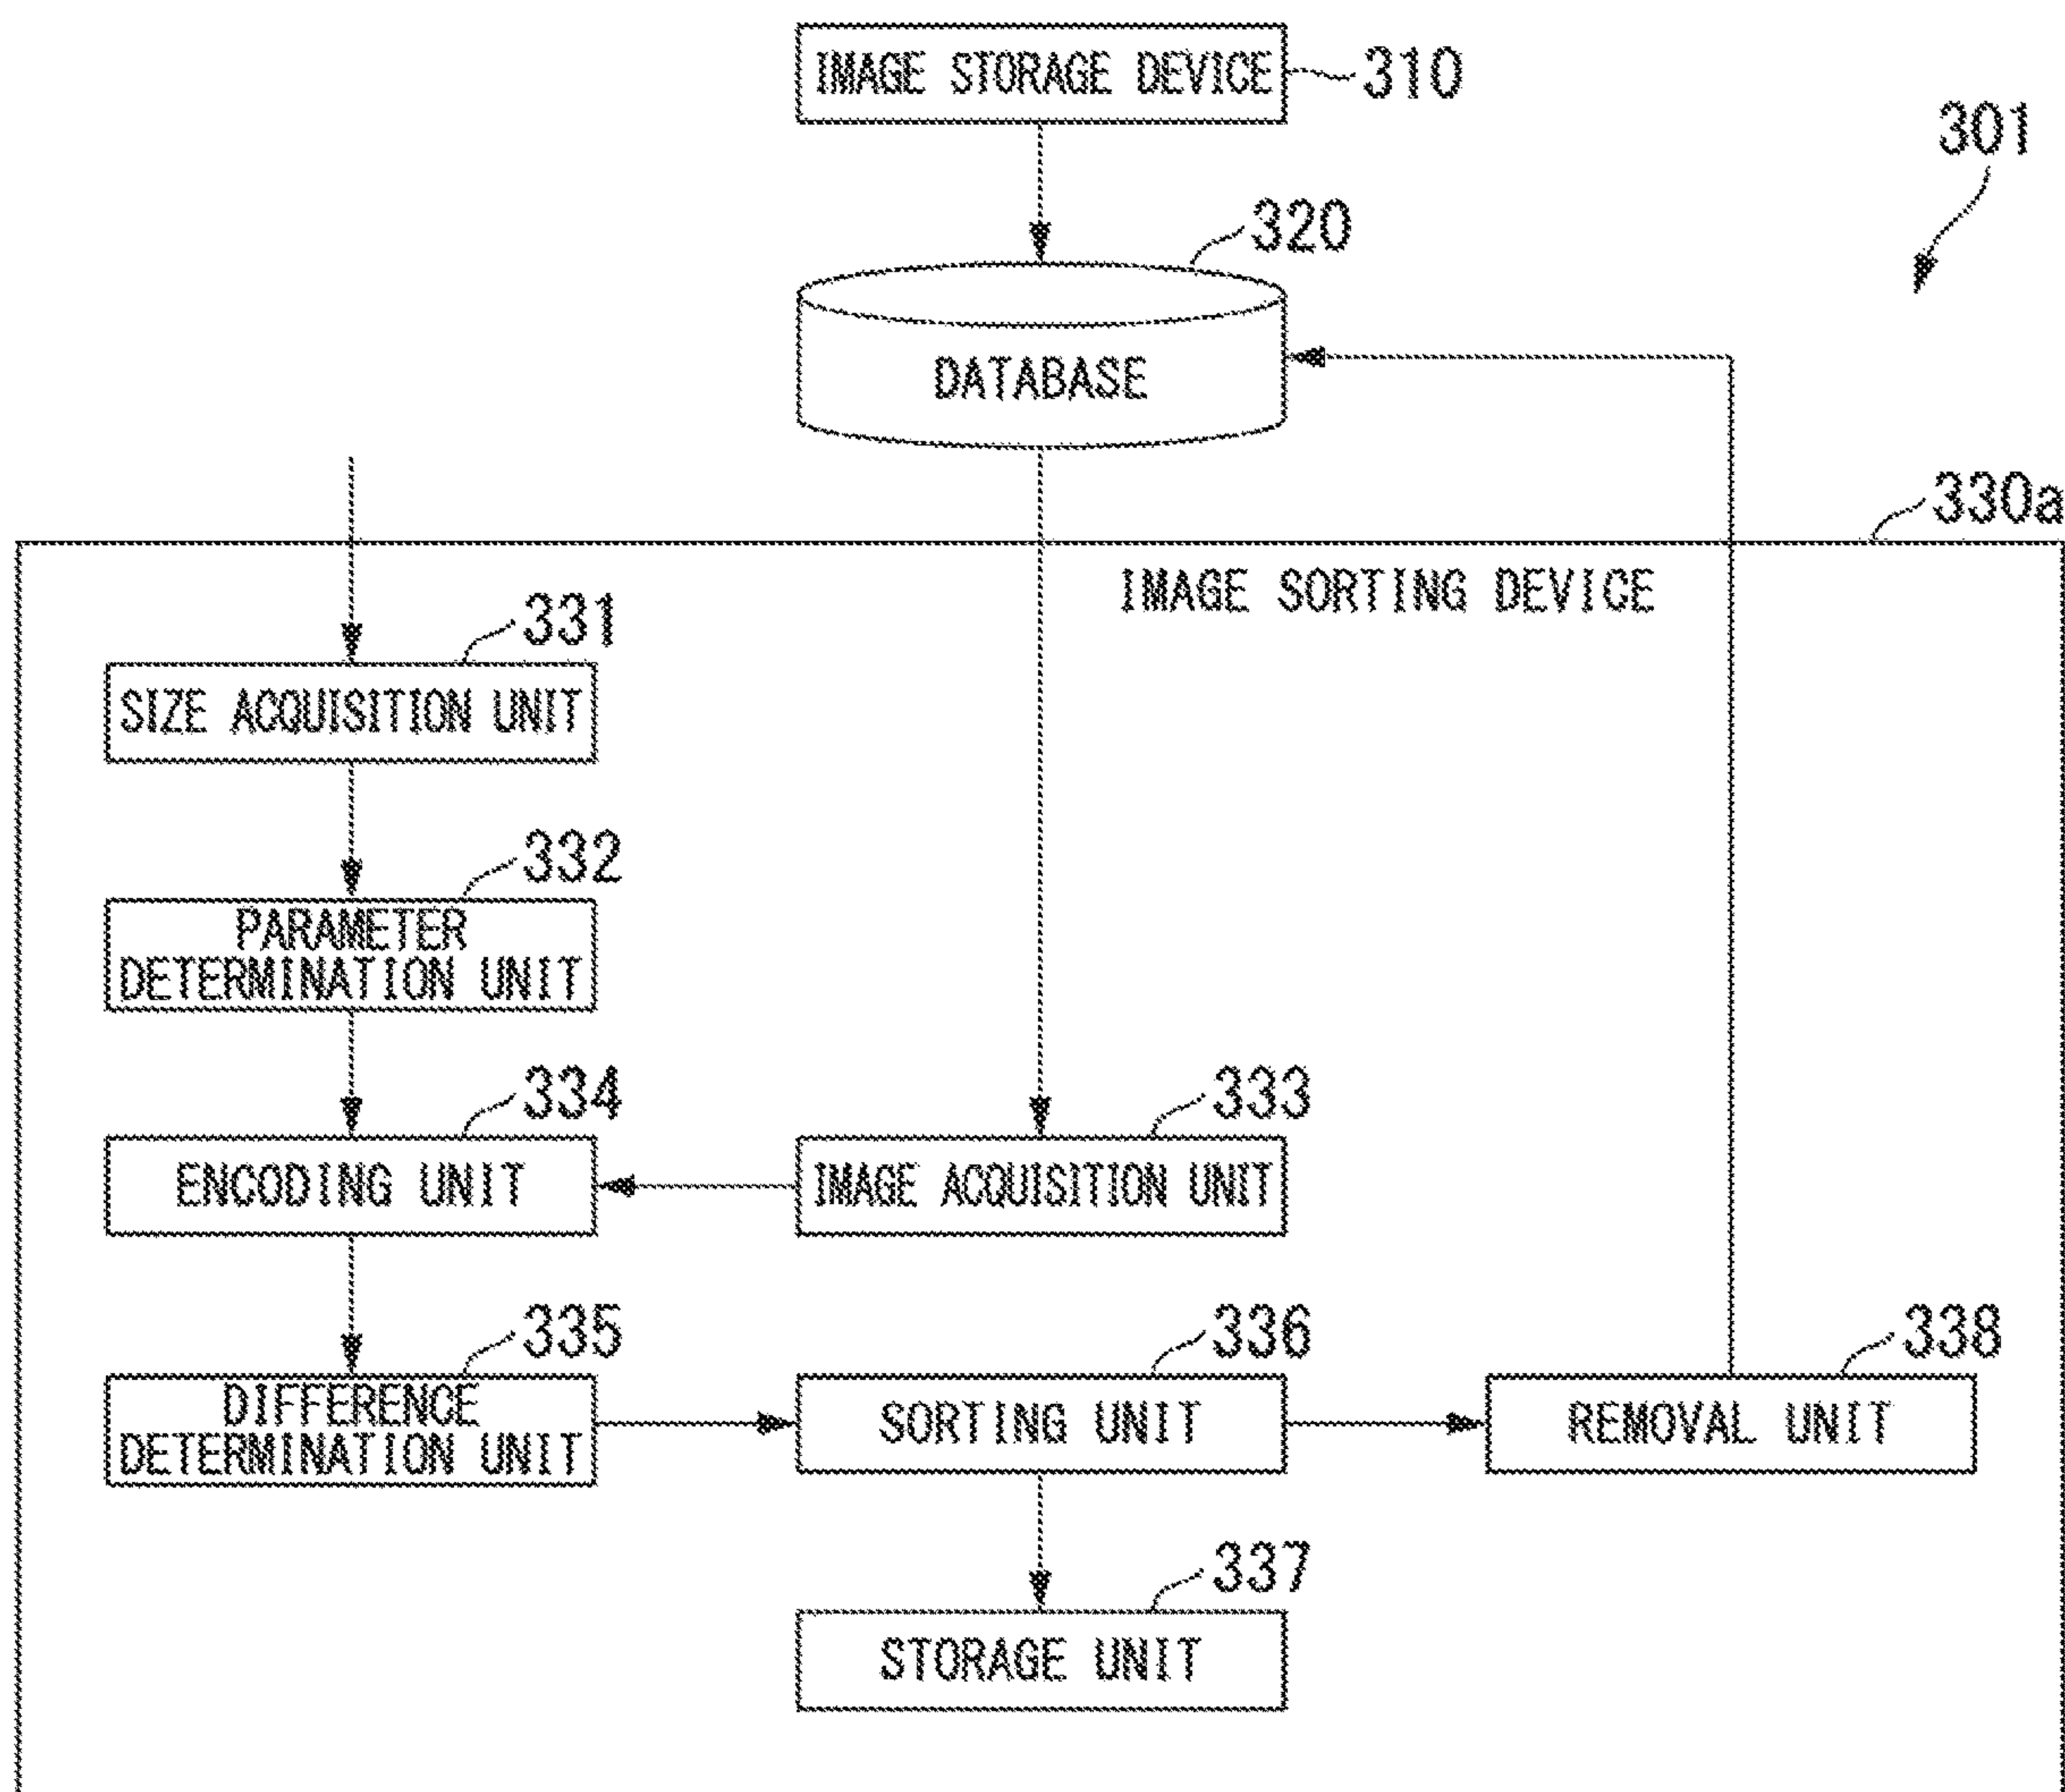 IMAGE STORAGE DEVICE
310
301
320
DATABASE
330a
IMAGE SORTING DEVICE
331
SIZE ACQUISITION UNIT
332
PARAMETER
DETERMINATION UNIT
334
333
ENCODING UNIT
IMAGE ACQUISITION UNIT
335
336
338
DIFFERENCE
DETERMINATION UNIT
SORTING UNIT
REMOVAL UNIT
337
STORAGE UNIT